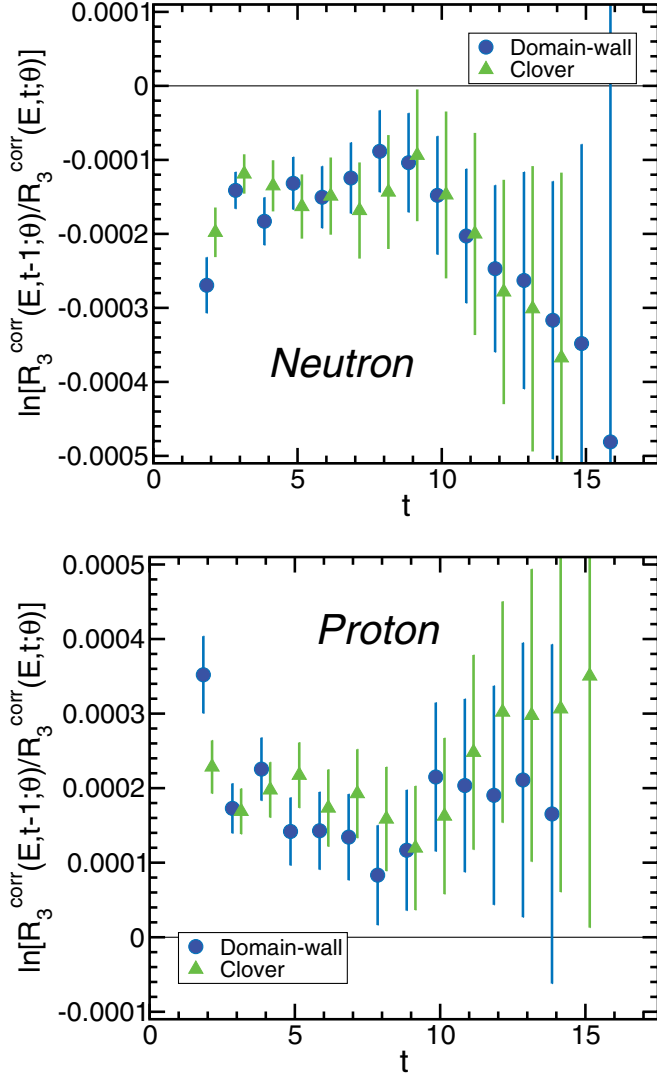 0.0001
0
-0.0001
-0.0002
-0.0003
-0.0004
-0.0005
ln[R₃ᶜᵒʳʳ(E,t-1;θ)/R₃ᶜᵒʳʳ(E,t;θ)]
Domain-wall
Clover
Neutron
0 5 10 15
t
0.0005
0.0004
0.0003
0.0002
0.0001
0
-0.0001
ln[R₃ᶜᵒʳʳ(E,t-1;θ)/R₃ᶜᵒʳʳ(E,t;θ)]
Proton
Domain-wall
Clover
0 5 10 15
t